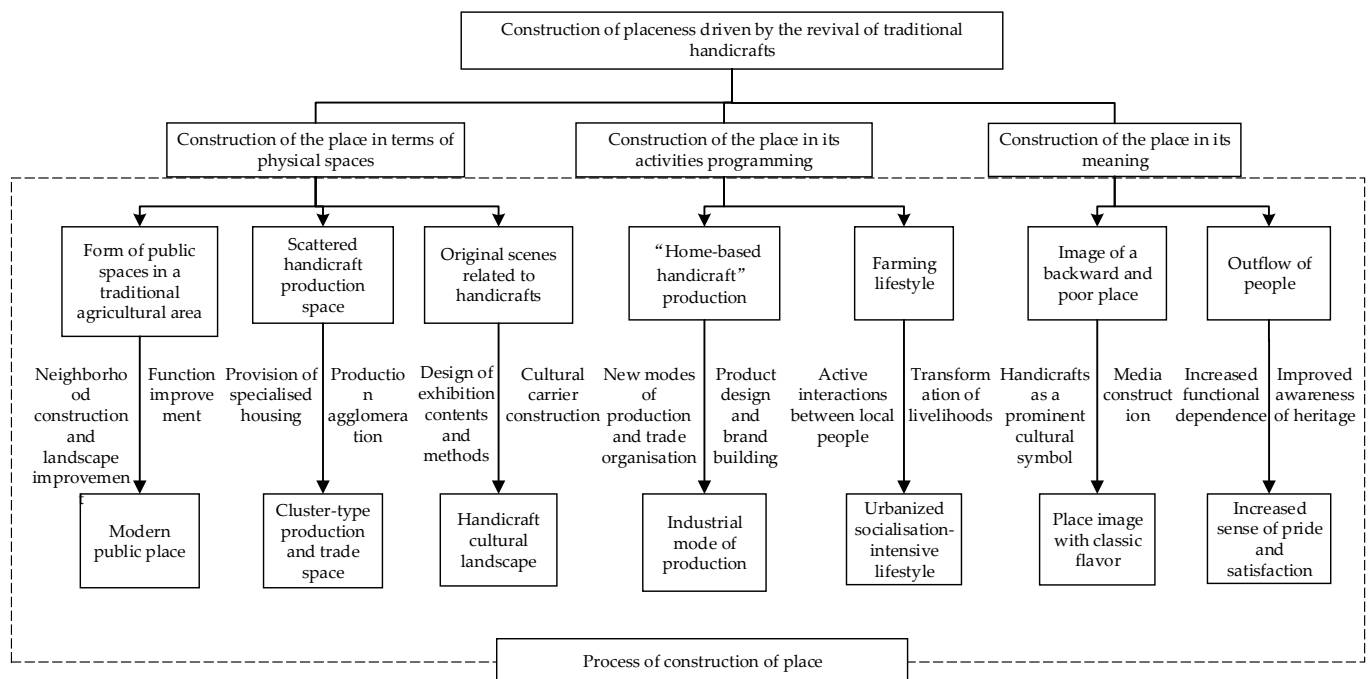 Construction of placeness driven by the revival of traditional
handicrafts
Construction of the place in terms of
physical spaces
Construction of the place in its
activities programming
Construction of the place in its
meaning
Form of public
spaces in a
traditional
agricultural area
Scattered
handicraft
production
space
Original scenes
related to
handicrafts
“Home-based
handicraft”
production
Farming
lifestyle
Image of a
backward and
poor place
Outflow of
people
Neighborho
od
construction
and
landscape
improvemen
t
Function
improve
ment
Provision of
specialised
housing
Productio
n
agglomera
tion
Design of
exhibition
contents
and
methods
Cultural
carrier
construction
New modes
of
production
and trade
organisation
Product
design
and
brand
building
Active
interactions
between
local people
Transform
ation of
livelihoods
Handicrafts
as a
prominent
cultural
symbol
Media
construct
ion
Increased
functional
dependence
Improved
awareness
of heritage
Modern
public place
Cluster-type
production
and trade
space
Handicraft
cultural
landscape
Industrial
mode of
production
Urbanized
socialisation-
intensive
lifestyle
Place image
with classic
flavor
Increased
sense of pride
and
satisfaction
Process of construction of place